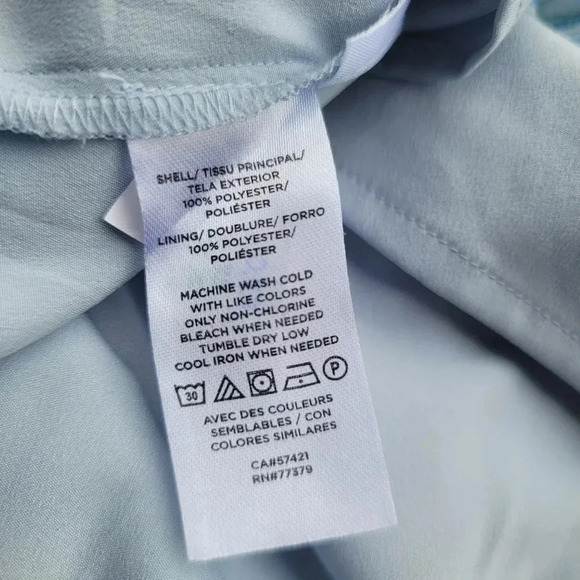 SHELL/ TISSU PRINCIPAL/
TELA EXTERIOR
100% POLYESTER/
POLIÉSTER
LINING/ DOUBLURE/ FORRO
100% POLYESTER/
POLIÉSTER
MACHINE WASH COLD
WITH LIKE COLORS
ONLY NON-CHLORINE
BLEACH WHEN NEEDED
TUMBLE DRY LOW
COOL IRON WHEN NEEDED
30 P
AVEC DES COULEURS
SEMBLABLES / CON
COLORES SIMILARES
CA#57421
RN#77379